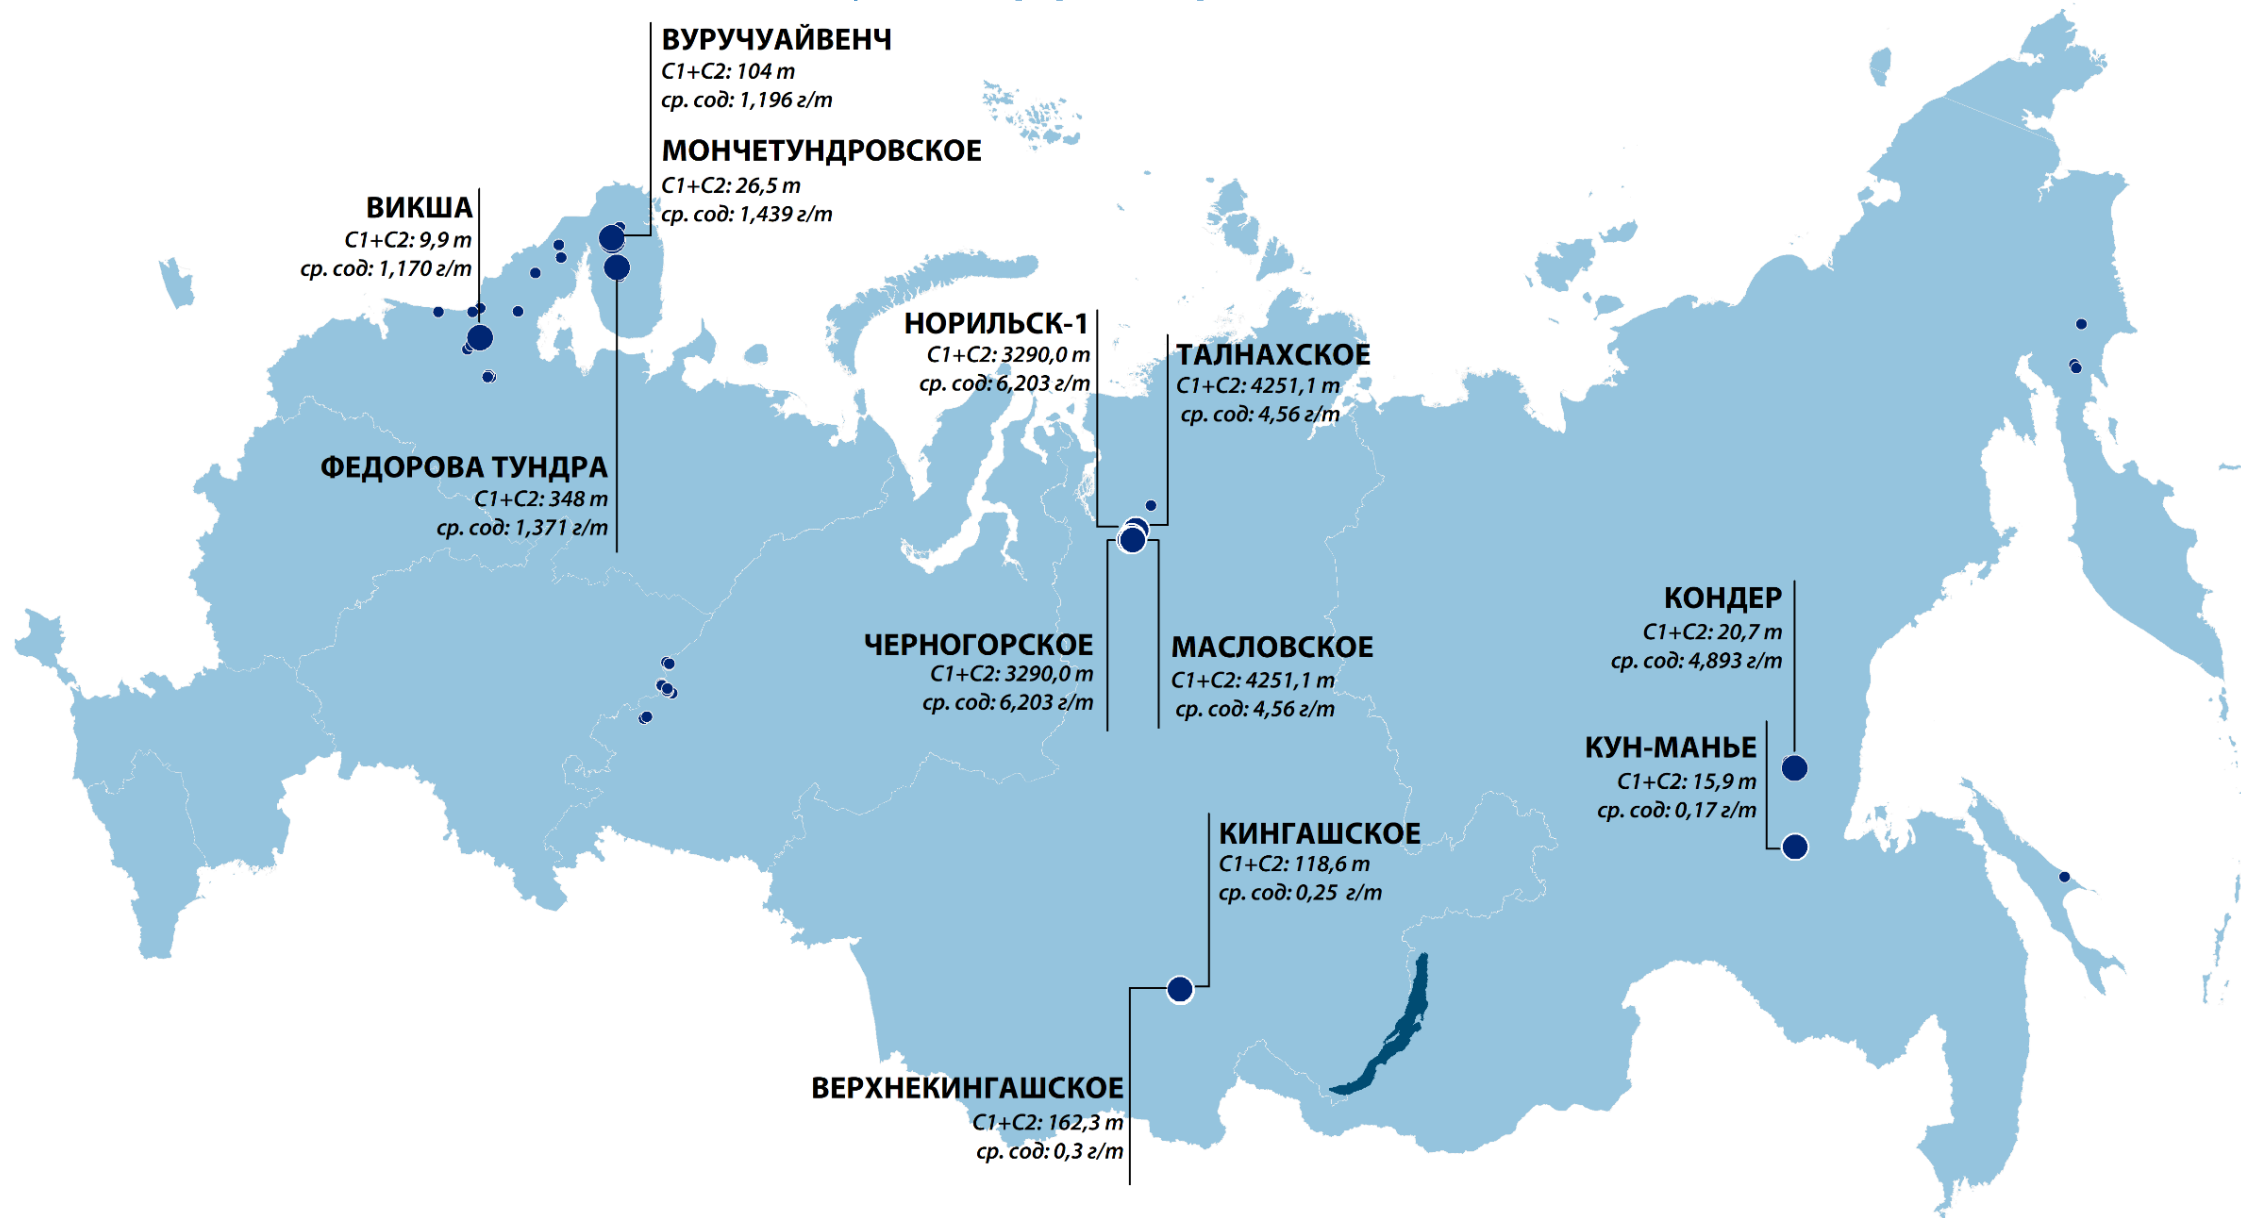 ВУРУЧУАЙВЕНЧ
С1+С2: 104 т
ср. сод: 1,196 г/т
МОНЧЕТУНДРОВСКОЕ
С1+С2: 26,5 т
ср. сод: 1,439 г/т
ВИКША
С1+С2: 9,9 т
ср. сод: 1,170 г/т
НОРИЛЬСК-1
С1+С2: 3290,0 т
ср. сод: 6,203 г/т
ТАЛНАХСКОЕ
С1+С2: 4251,1 т
ср. сод: 4,56 г/т
ФЕДОРОВА ТУНДРА
С1+С2: 348 т
ср. сод: 1,371 г/т
ЧЕРНОГОРСКОЕ
С1+С2: 3290,0 т
ср. сод: 6,203 г/т
МАСЛОВСКОЕ
С1+С2: 4251,1 т
ср. сод: 4,56 г/т
КОНДЕР
С1+С2: 20,7 т
ср. сод: 4,893 г/т
КУН-МАНЬЕ
С1+С2: 15,9 т
ср. сод: 0,17 г/т
КИНГАШСКОЕ
С1+С2: 118,6 т
ср. сод: 0,25 г/т
ВЕРХНЕКИНГАШСКОЕ
С1+С2: 162,3 т
ср. сод: 0,3 г/т